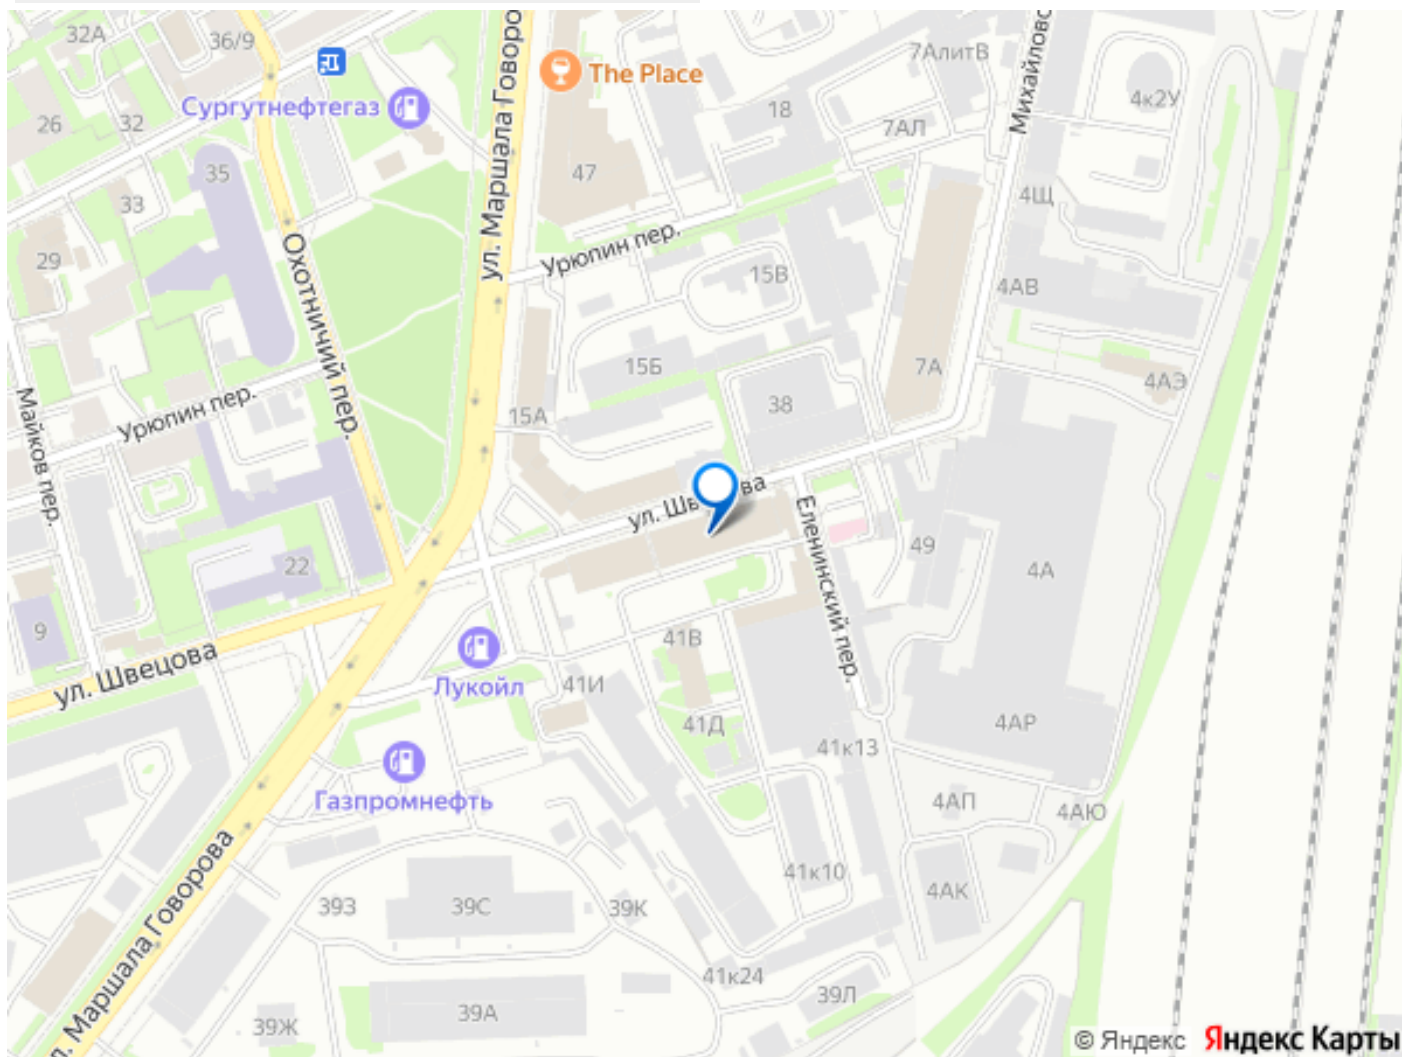 32А
36/9
ул. Маршала Говоро
The Place
7АлитВ
Михайловс
4к2У
Сургутнефтегаз
26
32
18
7АЛ
35
47
33
4Щ
Охотничий пер.
Урюпин пер.
29
15В
4АВ
15Б
7А
4АЭ
Майков пер.
Урюпин пер.
15А
38
ул. Шв ва
Еленинский пер.
49
22
4А
9
41В
ул. Швецова
Лукойл
41И
41Д
4АР
41к13
Газпромнефть
4АП
4АЮ
41к10
4АК
39З
39С
39К
л. Маршала Говорова
41к24
39Л
39Ж
39А
© Яндекс Яндекс Карты